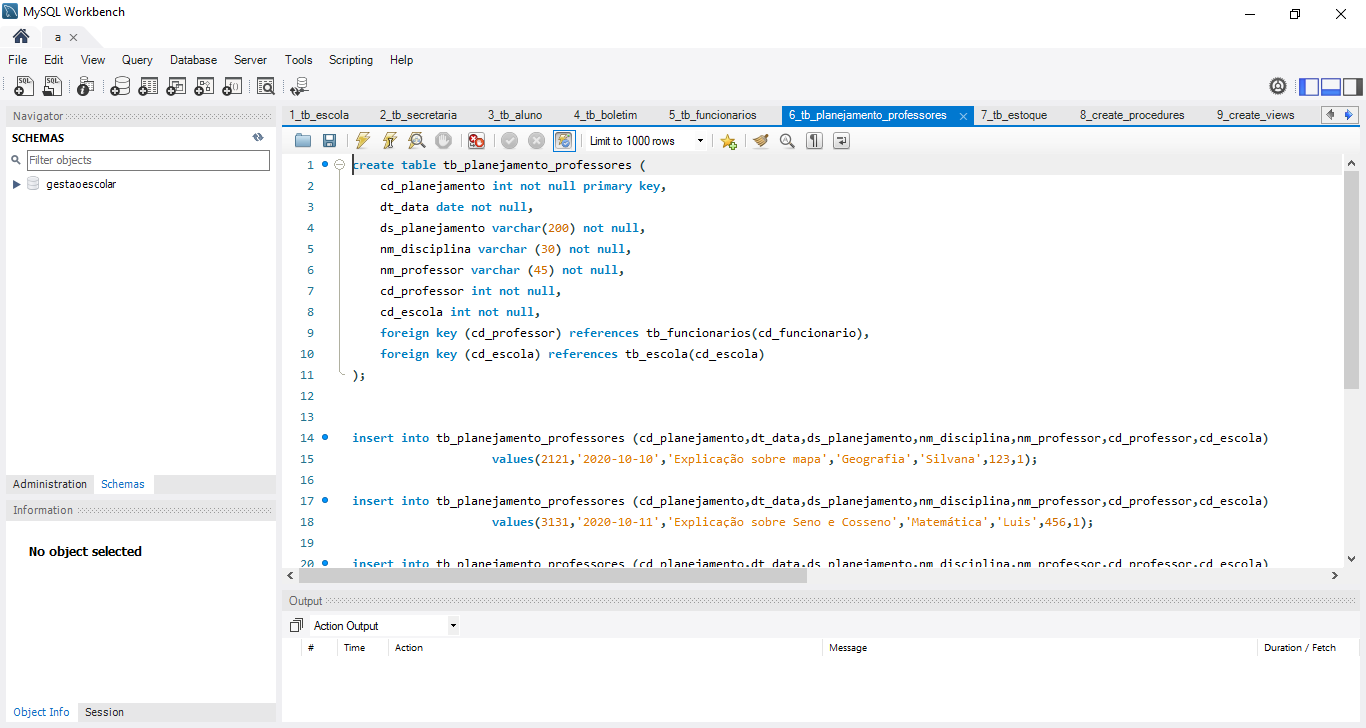 MySQL Workbench
a
File Edit View Query Database Server Tools Scripting Help
Navigator
SCHEMAS
Filter objects
gestaoescolar
Administration Schemas
Information
No object selected
Object Info Session
1_tb_escola 2_tb_secretaria 3_tb_aluno 4_tb_boletim 5_tb_funcionarios 6_tb_planejamento_professores 7_tb_estoque 8_create_procedures 9_create_views
Limit to 1000 rows
1 create table tb_planejamento_professores (
2 cd_planejamento int not null primary key,
3 dt_data date not null,
4 ds_planejamento varchar(200) not null,
5 nm_disciplina varchar (30) not null,
6 nm_professor varchar (45) not null,
7 cd_professor int not null,
8 cd_escola int not null,
9 foreign key (cd_professor) references tb_funcionarios(cd_funcionario),
10 foreign key (cd_escola) references tb_escola(cd_escola)
11 );
12
13
14 insert into tb_planejamento_professores (cd_planejamento,dt_data,ds_planejamento,nm_disciplina,nm_professor,cd_professor,cd_escola)
15 values(2121,'2020-10-10','Explicação sobre mapa','Geografia','Silvana',123,1);
16
17 insert into tb_planejamento_professores (cd_planejamento,dt_data,ds_planejamento,nm_disciplina,nm_professor,cd_professor,cd_escola)
18 values(3131,'2020-10-11','Explicação sobre Seno e Cosseno','Matemática','Luis',456,1);
19
20 insert into tb_planejamento_professores (cd_planejamento,dt_data,ds_planejamento,nm_disciplina,nm_professor,cd_professor,cd_escola)
Output
Action Output
# Time Action Message Duration / Fetch